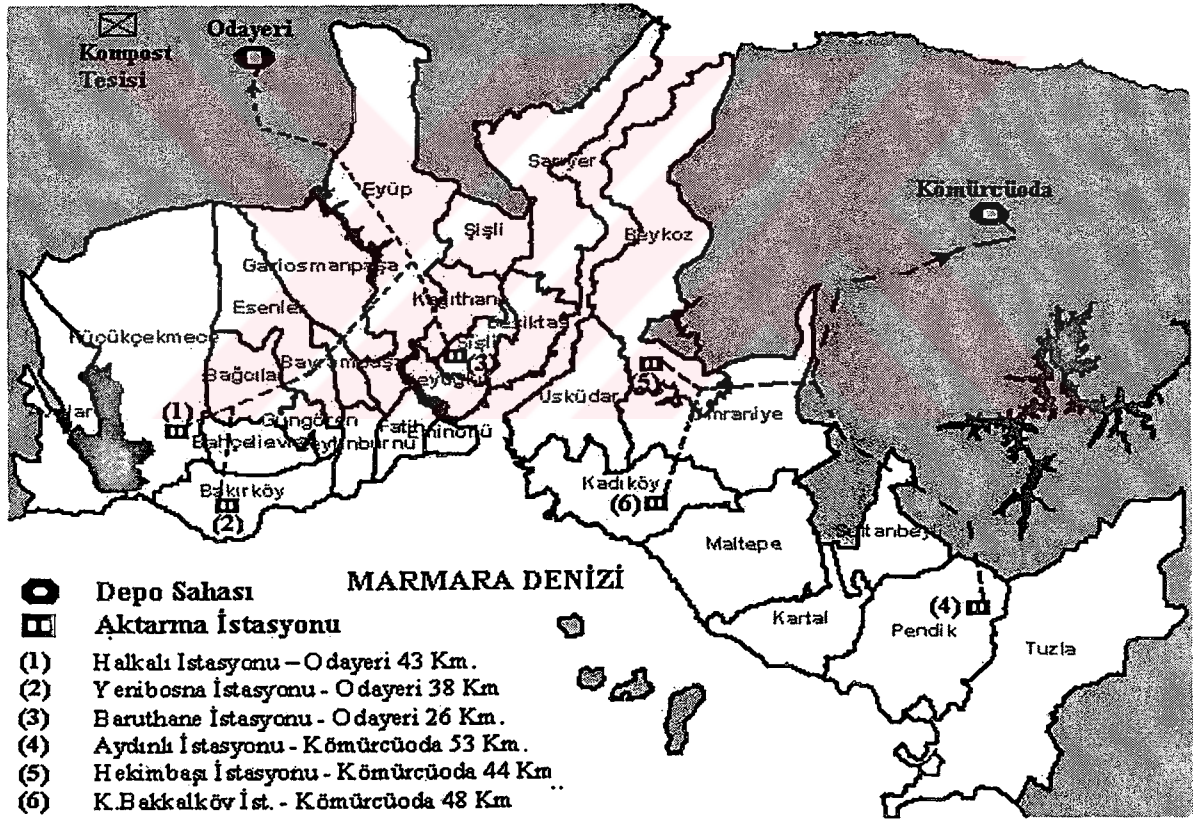 Odayeri
Kompost
Tesisi
Kömürcüoda
Sarıyer
Eyüp
Şişli
Beykoz
Gaziosmanpaşa
Kağıthane
Esenler
Beşiktaş
Küçükçekmece
Şişli
Bayrampaşa
(3)
Bağcılar
Beyoğlu
(5)
Üsküdar
Ümraniye
(1)
Güngören
Fatih
Eminönü
Bahçelievler
Zeytinburnu
Bakırköy
(2)
Kadıköy
(6)
Sultanbeyli
Maltepe
Kartal
(4)
Pendik
Tuzla
MARMARA DENİZİ
Depo Sahası
Aktarma İstasyonu
(1) Halkalı İstasyonu – Odayeri 43 Km.
(2) Yenibosna İstasyonu - Odayeri 38 Km
(3) Baruthane İstasyonu - Odayeri 26 Km.
(4) Aydınlı İstasyonu - Kömürcüoda 53 Km.
(5) Hekimbaşı İstasyonu - Kömürcüoda 44 Km
(6) K.Bakkalköv İst. - Kömürcüoda 48 Km